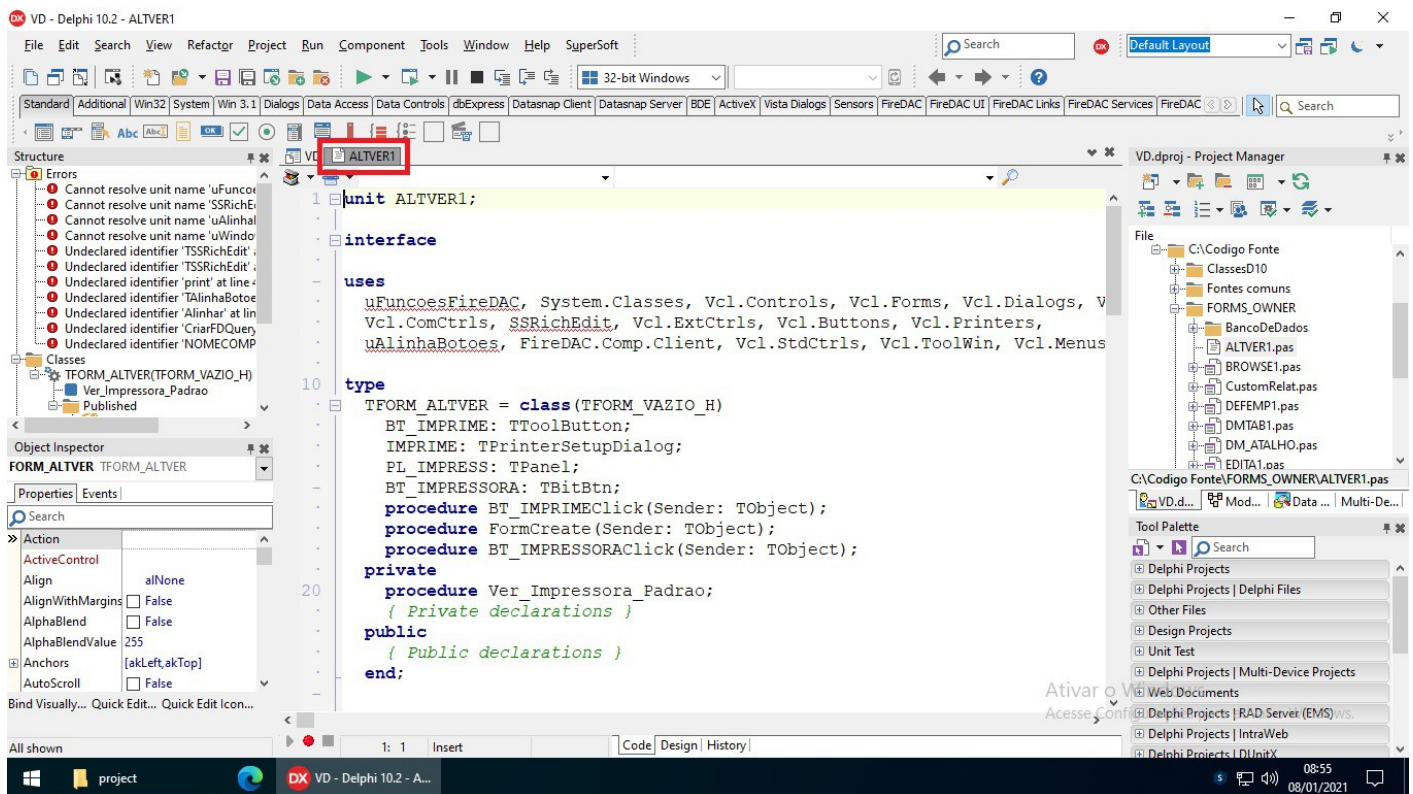 VD - Delphi 10.2 - ALTVER1
File Edit Search View Refactor Project Run Component Tools Window Help SuperSoft
Search
Default Layout
32-bit Windows
Standard Additional Win32 System Win 3.1 Dialogs Data Access Data Controls dbExpress Datasnap Client Datasnap Server BDE ActiveX Vista Dialogs Sensors FireDAC FireDAC UI FireDAC Links FireDAC Services FireDAC
Search
Abc
OK
Structure
Errors
Cannot resolve unit name 'uFuncoe
Cannot resolve unit name 'SSRichE
Cannot resolve unit name 'uAlinhal
Cannot resolve unit name 'uWindo
Undeclared identifier 'TSSRichEdit'
Undeclared identifier 'TSSRichEdit'
Undeclared identifier 'print' at line
Undeclared identifier 'TAlinhaBotoe
Undeclared identifier 'Alinhar' at lin
Undeclared identifier 'CriarFDQuery
Undeclared identifier 'NOMECOMP
Classes
TFORM_ALTVER(TFORM_VAZIO_H)
Ver_Impressora_Padrao
Published
Object Inspector
FORM_ALTVER TFORM_ALTVER
Properties Events
Search
Action
ActiveControl
Align alNone
AlignWithMargins False
AlphaBlend False
AlphaBlendValue 255
Anchors [akLeft,akTop]
AutoScroll False
Bind Visually... Quick Edit... Quick Edit Icon...
All shown
VD ALTVER1
1 unit ALTVER1;
interface
uses
uFuncoesFireDAC, System.Classes, Vcl.Controls, Vcl.Forms, Vcl.Dialogs, V
Vcl.ComCtrls, SSRichEdit, Vcl.ExtCtrls, Vcl.Buttons, Vcl.Printers,
uAlinhaBotoes, FireDAC.Comp.Client, Vcl.StdCtrls, Vcl.ToolWin, Vcl.Menus
10 type
TFORM_ALTVER = class(TFORM_VAZIO_H)
BT_IMPRIME: TToolButton;
IMPRIME: TPrinterSetupDialog;
PL_IMPRESS: TPanel;
BT_IMPRESSORA: TBitBtn;
procedure BT_IMPRIMEClick(Sender: TObject);
procedure FormCreate(Sender: TObject);
procedure BT_IMPRESSORAClick(Sender: TObject);
private
20 procedure Ver_Impressora_Padrao;
{ Private declarations }
public
{ Public declarations }
end;
1: 1 Insert
Code Design History
VD.dproj - Project Manager
File
C:\Codigo Fonte
ClassesD10
Fontes comuns
FORMS_OWNER
BancoDeDados
ALTVER1.pas
BROWSE1.pas
CustomRelat.pas
DEFEMP1.pas
DMTAB1.pas
DM_ATALHO.pas
EDITA1.pas
C:\Codigo Fonte\FORMS_OWNER\ALTVER1.pas
VD.d... Mod... Data ... Multi-De...
Tool Palette
Search
Delphi Projects
Delphi Projects | Delphi Files
Other Files
Design Projects
Unit Test
Delphi Projects | Multi-Device Projects
Web Documents
Delphi Projects | RAD Server (EMS)
Delphi Projects | IntraWeb
Delphi Projects | DUnitX
Ativar o Windows
Acesse
project
VD - Delphi 10.2 - A...
08:55
08/01/2021